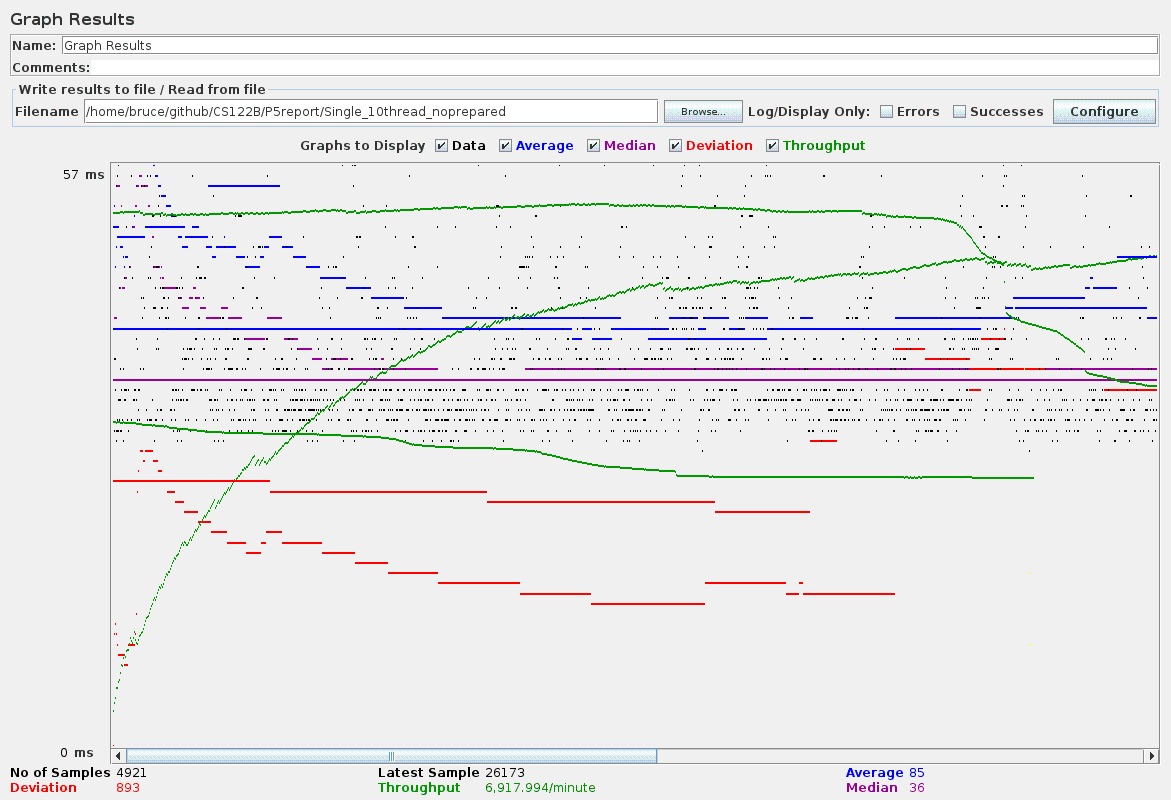 Graph Results
Name: Graph Results
Comments:
Write results to file / Read from file
Filename /home/bruce/github/CS122B/P5report/Single_10thread_noprepared Browse... Log/Display Only: Errors Successes Configure
Graphs to Display Data Average Median Deviation Throughput
57 ms
0 ms
No of Samples 4921 Latest Sample 26173 Average 85
Deviation 893 Throughput 6,917.994/minute Median 36